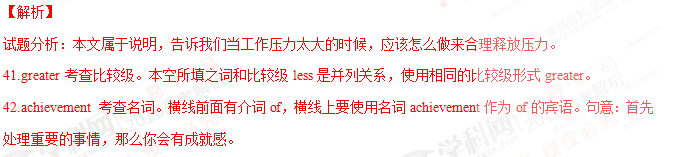 【解析】
试题分析：本文属于说明，告诉我们当工作压力太大的时候，应该怎么做来合理释放压力。
41.greater 考查比较级。本空所填之词和比较级 less 是并列关系，使用相同的比较级形式 greater。
42.achievement 考查名词。横线前面有介词 of，横线上要使用名词 achievement 作为 of 的宾语。句意：首先
处理重要的事情，那么你会有成就感。